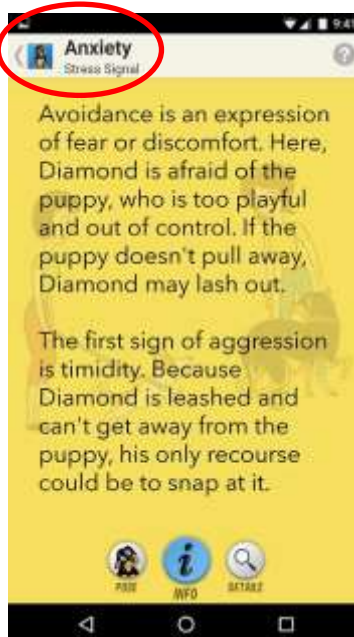 9:41
Anxiety
Stress Signal
?
Avoidance is an expression
of fear or discomfort. Here,
Diamond is afraid of the
puppy, who is too playful
and out of control. If the
puppy doesn't pull away,
Diamond may lash out.
The first sign of aggression
is timidity. Because
Diamond is leashed and
can't get away from the
puppy, his only recourse
could be to snap at it.
i
POSE
INFO
DETAILS